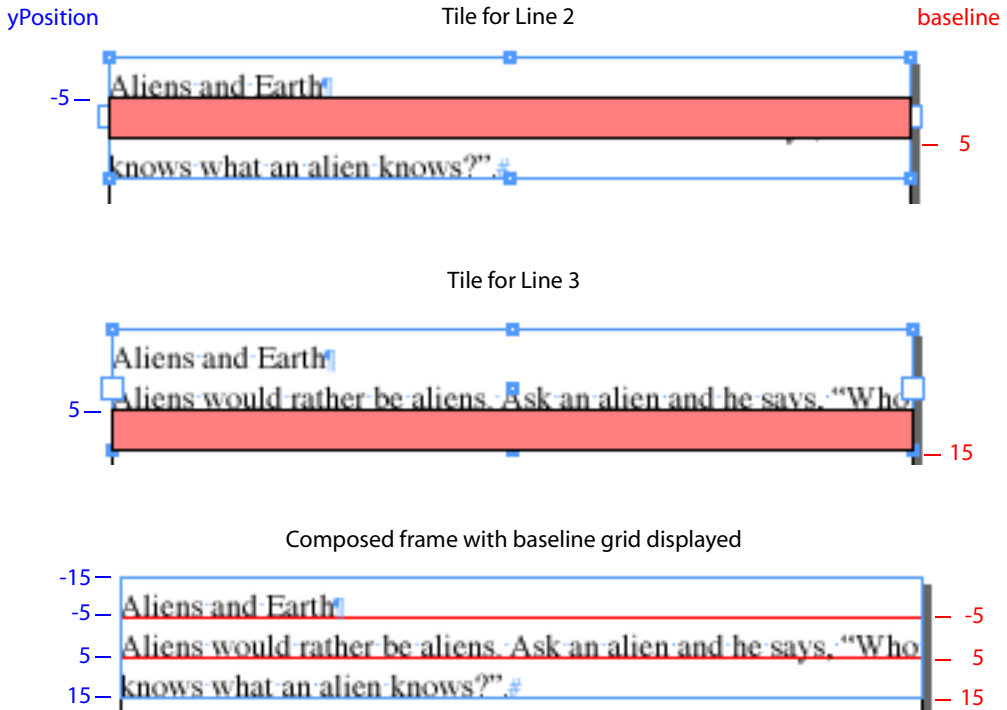 yPosition Tile for Line 2 baseline
Aliens and Earth¶
-5
5
knows what an alien knows?”.#
Tile for Line 3
Aliens and Earth¶
Aliens would rather be aliens. Ask an alien and he says, “Who
5
15
Composed frame with baseline grid displayed
-15
Aliens and Earth¶
-5 -5
Aliens would rather be aliens. Ask an alien and he says, “Who
5 5
knows what an alien knows?”.#
15 15